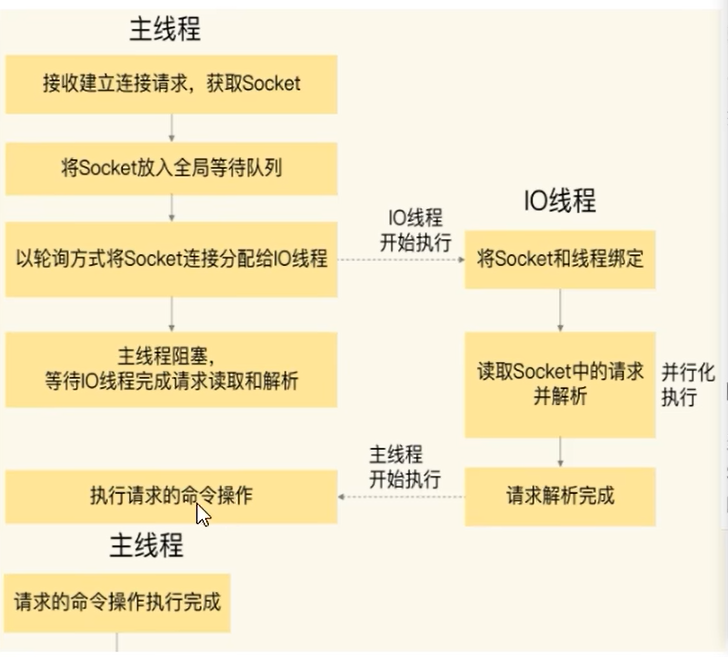 主线程
接收建立连接请求，获取Socket
将Socket放入全局等待队列
以轮询方式将Socket连接分配给IO线程
主线程阻塞，
等待IO线程完成请求读取和解析
IO线程
开始执行
IO线程
将Socket和线程绑定
读取Socket中的请求
并解析
并行化
执行
请求解析完成
主线程
开始执行
执行请求的命令操作
主线程
请求的命令操作执行完成